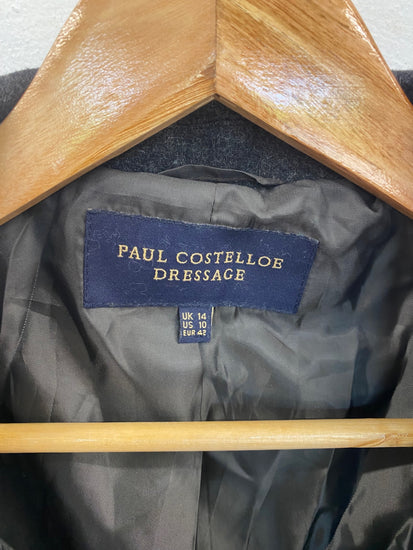 PAUL COSTELLOE
DRESSAGE
UK 14
US 10
EUR 42